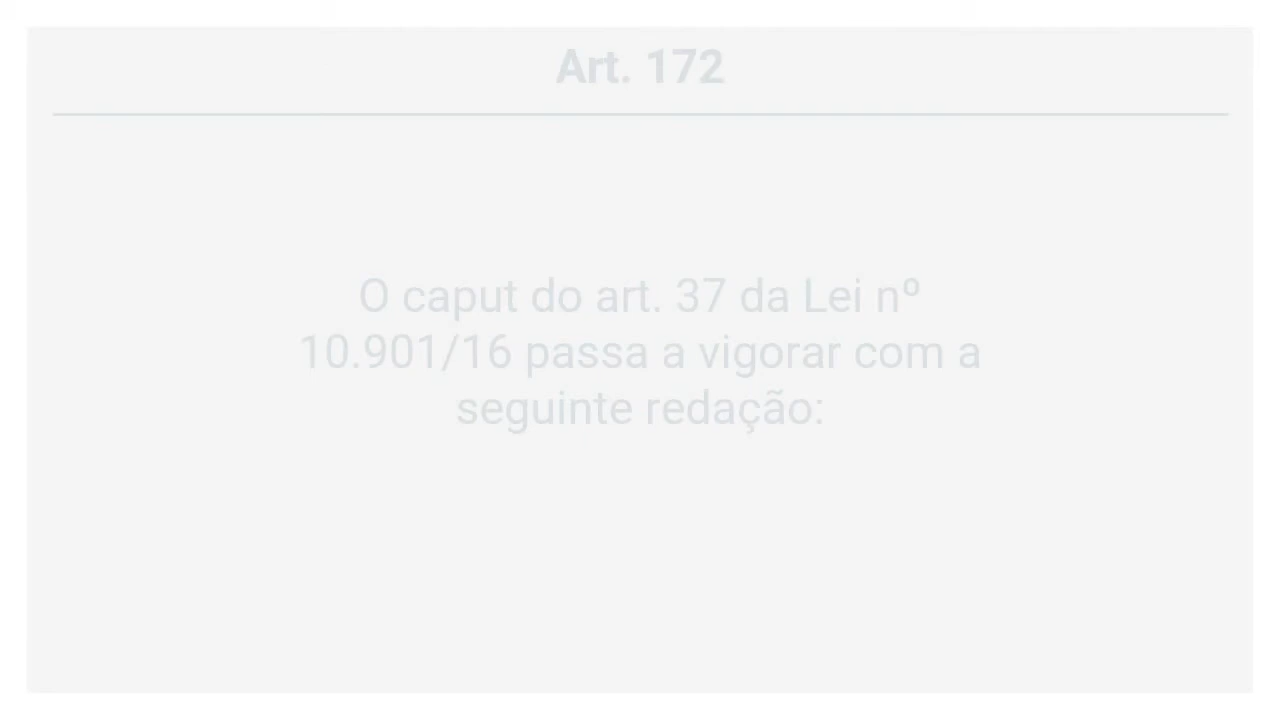 Art. 172
O caput do art. 37 da Lei nº
10.901/16 passa a vigorar com a
seguinte redação: